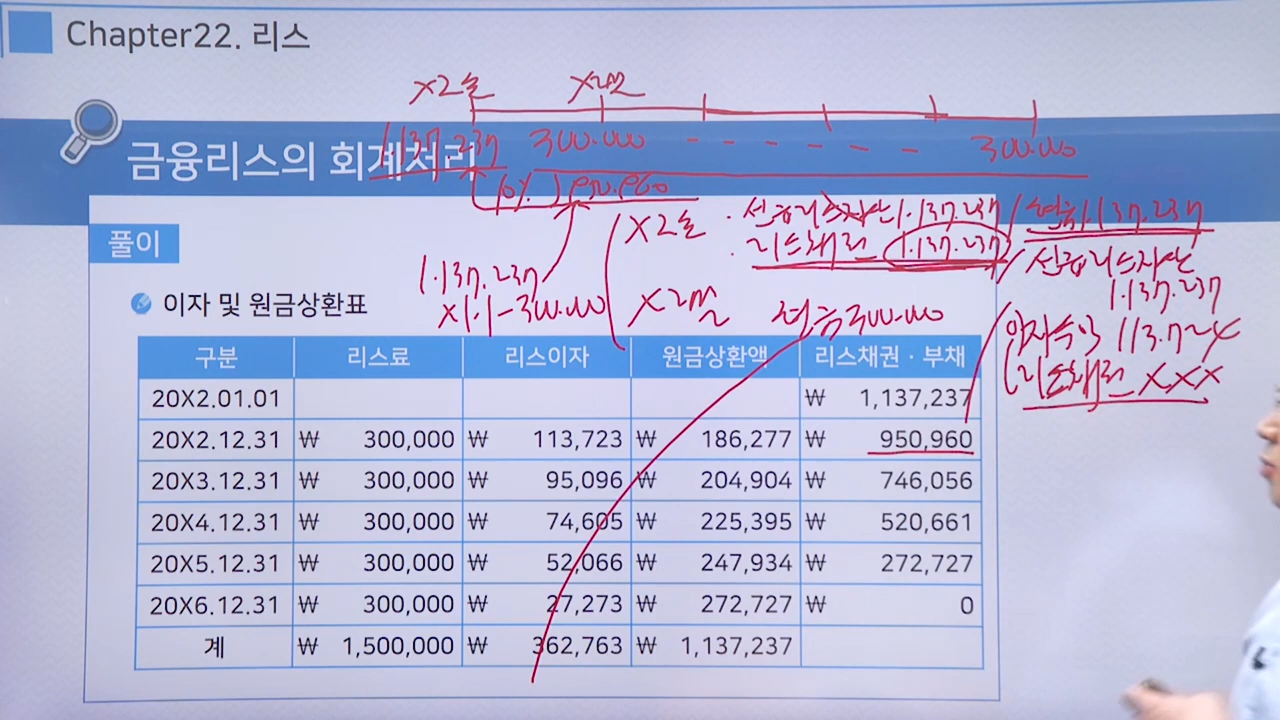 Chapter22. 리스
X2초 X2말
금융리스의 회계처리
1.137.237 300.000 - - - - - - 300.000
10% 950.960
풀이
1.137.237
X1.1-300.000
X2초 · 선급리스자산 1.137.237 / 현금 1.137.237
· 리스채권 1.137.237 / 선급리스자산
1.137.237
X2말 현금 300.000 이자수익 113.724
리스채권 XXX
이자 및 원금상환표
구분 리스료 리스이자 원금상환액 리스채권 · 부채
20X2.01.01 ₩ 1,137,237
20X2.12.31 ₩ 300,000 ₩ 113,723 ₩ 186,277 ₩ 950,960
20X3.12.31 ₩ 300,000 ₩ 95,096 ₩ 204,904 ₩ 746,056
20X4.12.31 ₩ 300,000 ₩ 74,605 ₩ 225,395 ₩ 520,661
20X5.12.31 ₩ 300,000 ₩ 52,066 ₩ 247,934 ₩ 272,727
20X6.12.31 ₩ 300,000 ₩ 27,273 ₩ 272,727 ₩ 0
계 ₩ 1,500,000 ₩ 362,763 ₩ 1,137,237